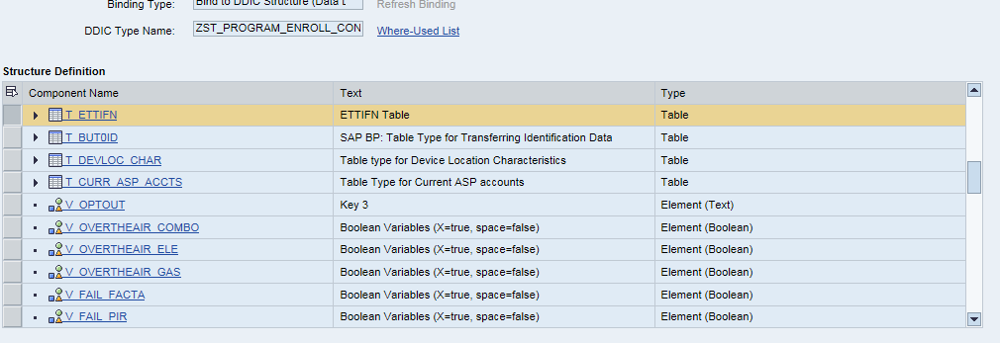 Binding Type: Bind to DDIC Structure (Data t Refresh Binding
DDIC Type Name: ZST_PROGRAM_ENROLL_CON Where-Used List
Structure Definition
Component Name Text Type
T_ETTIFN ETTIFN Table Table
T_BUT0ID SAP BP: Table Type for Transferring Identification Data Table
T_DEVLOC_CHAR Table type for Device Location Characteristics Table
T_CURR_ASP_ACCTS Table Type for Current ASP accounts Table
V_OPTOUT Key 3 Element (Text)
V_OVERTHEAIR_COMBO Boolean Variables (X=true, space=false) Element (Boolean)
V_OVERTHEAIR_ELE Boolean Variables (X=true, space=false) Element (Boolean)
V_OVERTHEAIR_GAS Boolean Variables (X=true, space=false) Element (Boolean)
V_FAIL_FACTA Boolean Variables (X=true, space=false) Element (Boolean)
V_FAIL_PIR Boolean Variables (X=true, space=false) Element (Boolean)